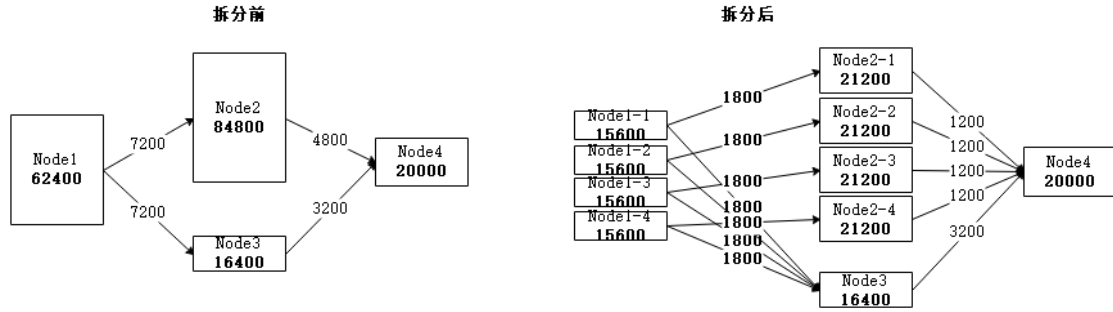 拆分前
Node1
62400
7200
7200
Node2
84800
Node3
16400
4800
3200
Node4
20000
拆分后
Node1-1
15600
Node1-2
15600
Node1-3
15600
Node1-4
15600
1800
1800
1800
1800
1800
1800
1800
1800
Node2-1
21200
Node2-2
21200
Node2-3
21200
Node2-4
21200
Node3
16400
1200
1200
1200
1200
3200
Node4
20000